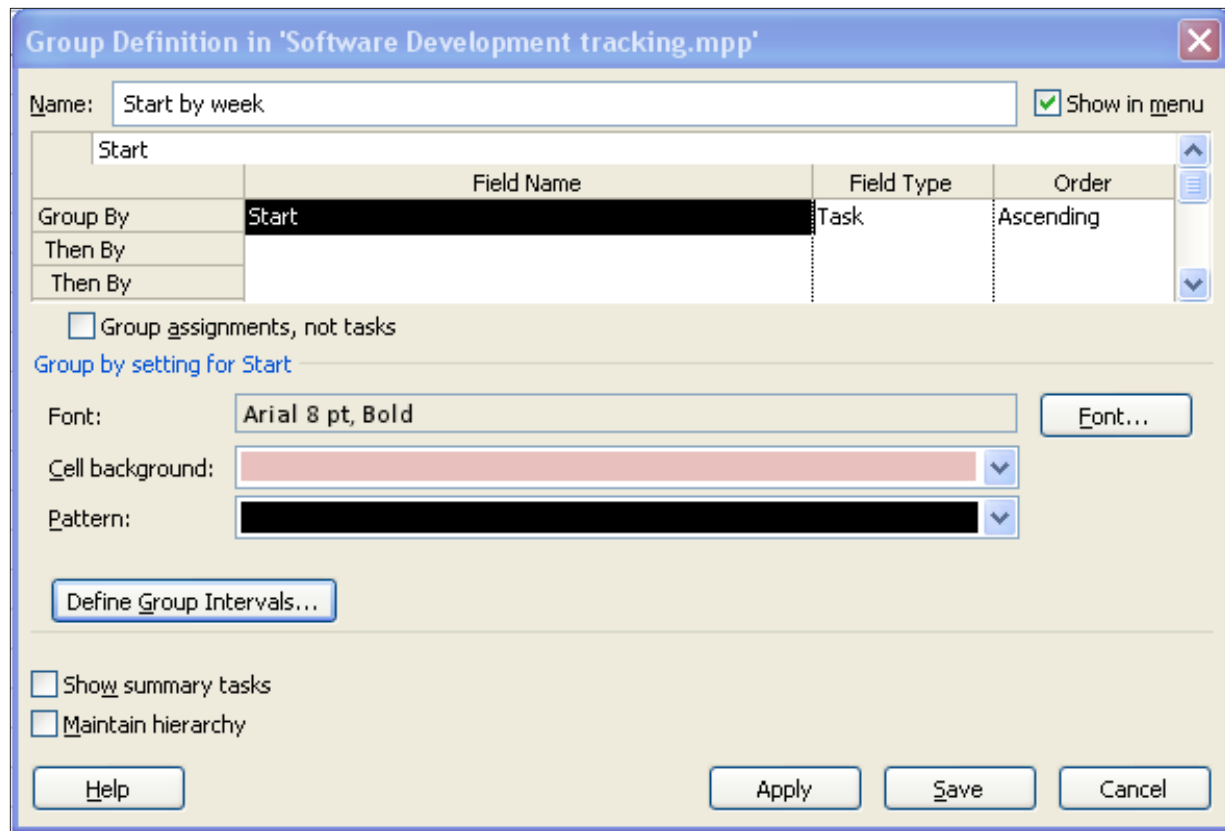 Group Definition in 'Software Development tracking.mpp'
Name: Start by week Show in menu
Start
Field Name Field Type Order
Group By Start Task Ascending
Then By
Then By
Group assignments, not tasks
Group by setting for Start
Font: Arial 8 pt, Bold Font...
Cell background:
Pattern:
Define Group Intervals...
Show summary tasks
Maintain hierarchy
Help Apply Save Cancel